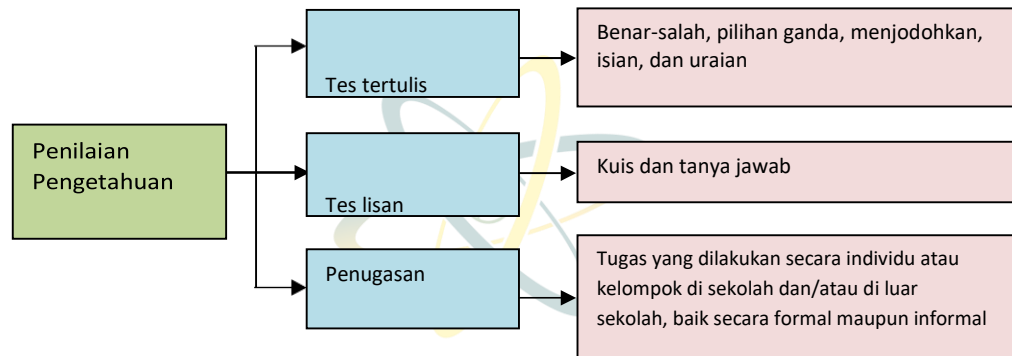 Benar-salah, pilihan ganda, menjodohkan,
isian, dan uraian
Tes tertulis
Penilaian
Pengetahuan
Kuis dan tanya jawab
Tes lisan
Penugasan
Tugas yang dilakukan secara individu atau
kelompok di sekolah dan/atau di luar
sekolah, baik secara formal maupun informal